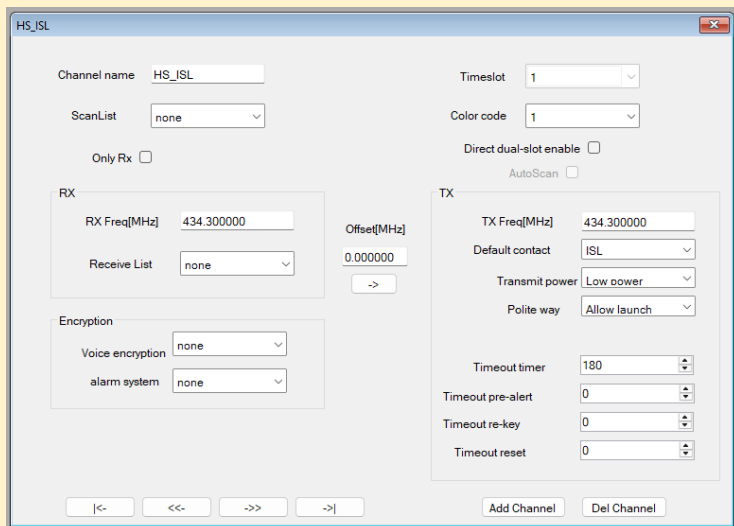 HS_ISL
Channel name HS_ISL
Timeslot 1
ScanList none
Color code 1
Only Rx
Direct dual-slot enable
AutoScan
RX
RX Freq[MHz] 434.300000
Receive List none
Offset[MHz]
0.000000
->
TX
TX Freq[MHz] 434.300000
Default contact ISL
Transmit power Low power
Polite way Allow launch
Encryption
Voice encryption none
alarm system none
Timeout timer 180
Timeout pre-alert 0
Timeout re-key 0
Timeout reset 0
|<- <<- ->> ->| Add Channel Del Channel